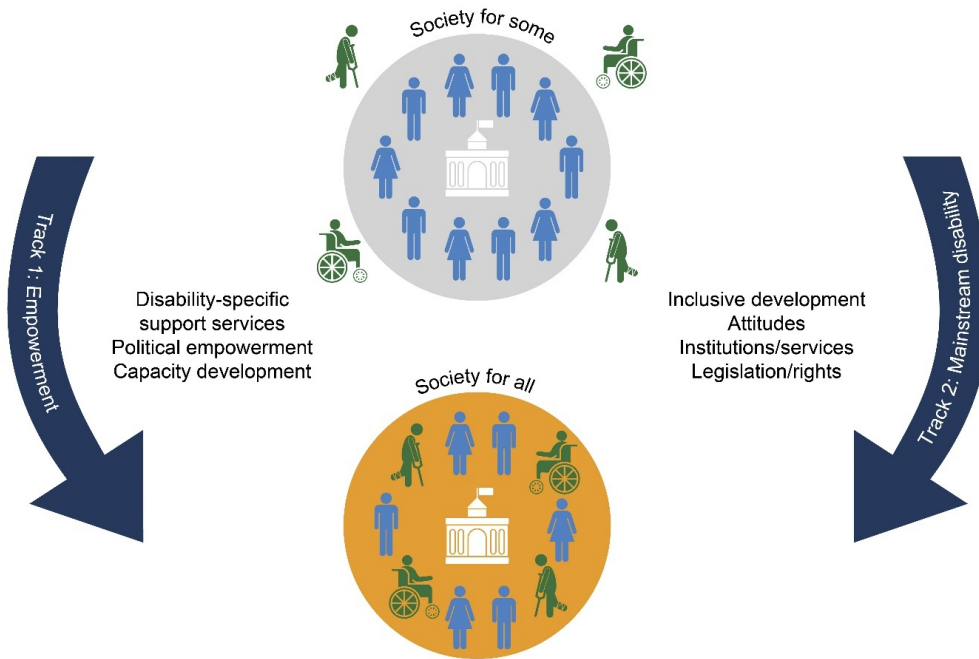 Society for some
Track 1: Empowerment
Disability-specific
support services
Political empowerment
Capacity development
Inclusive development
Attitudes
Institutions/services
Legislation/rights
Track 2: Mainstream disability
Society for all